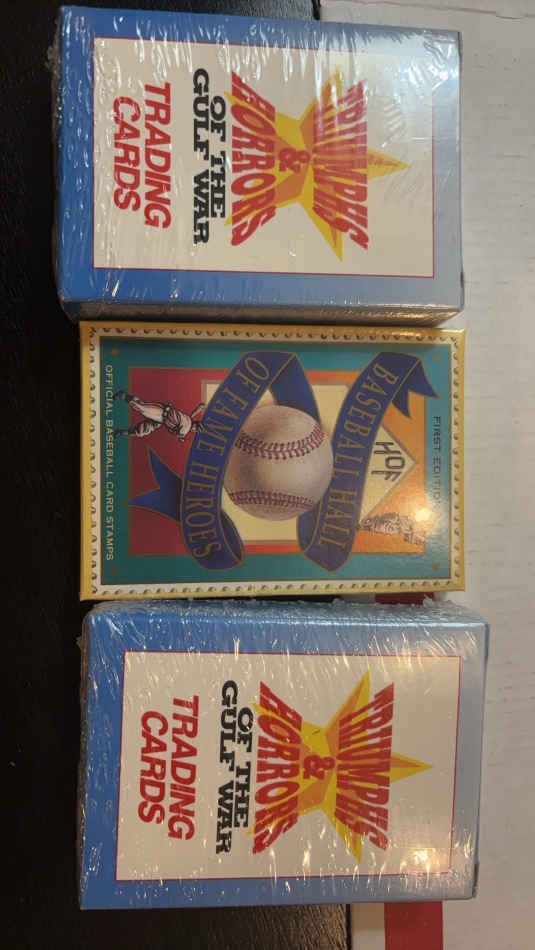 TRIUMPHS
&
HORRORS
OF THE
GULF WAR
TRADING
CARDS
FIRST EDITION
HOF
BASEBALL HALL
OF FAME HEROES
OFFICIAL BASEBALL CARD STAMPS
TRIUMPHS
&
HORRORS
OF THE
GULF WAR
TRADING
CARDS